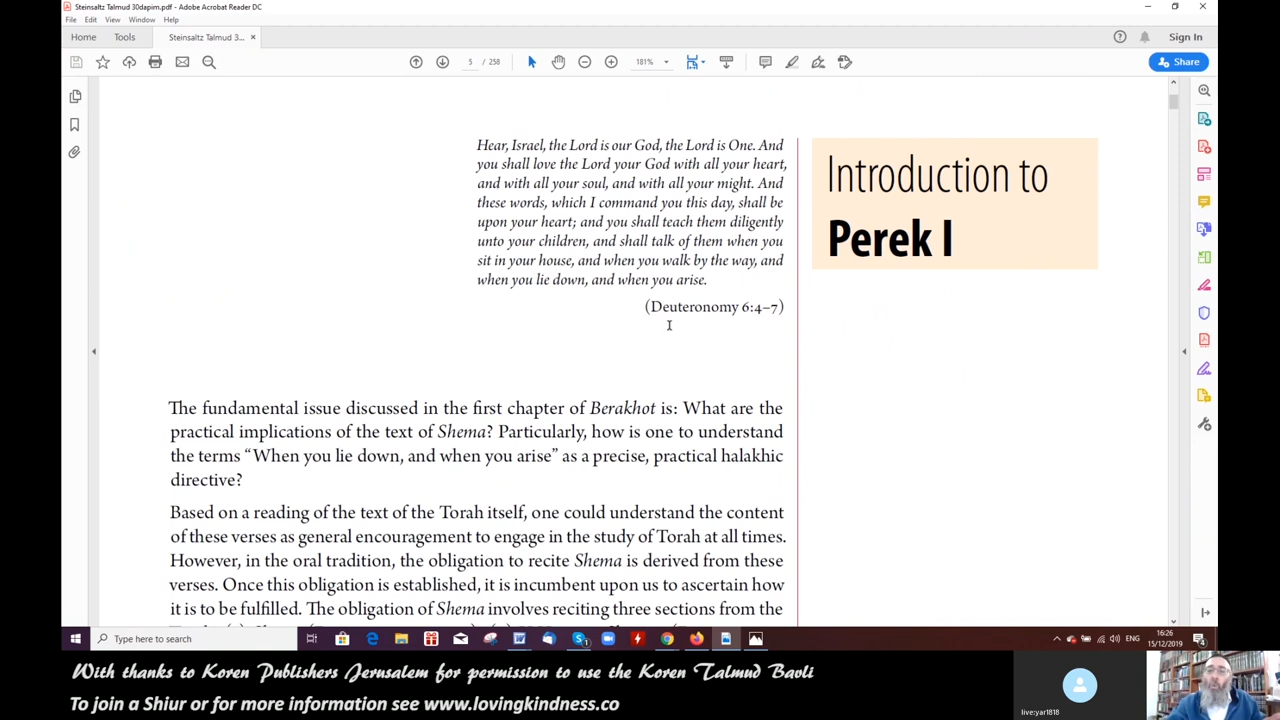 Steinsaltz Talmud 30dapim.pdf - Adobe Acrobat Reader DC
File Edit View Window Help
Home Tools Steinsaltz Talmud 3... × Sign In
5 / 258 181% Share
Hear, Israel, the Lord is our God, the Lord is One. And
you shall love the Lord your God with all your heart,
and with all your soul, and with all your might. And
these words, which I command you this day, shall be
upon your heart; and you shall teach them diligently
unto your children, and shall talk of them when you
sit in your house, and when you walk by the way, and
when you lie down, and when you arise.
(Deuteronomy 6:4–7)
Introduction to
Perek I
The fundamental issue discussed in the first chapter of Berakhot is: What are the
practical implications of the text of Shema? Particularly, how is one to understand
the terms “When you lie down, and when you arise” as a precise, practical halakhic
directive?
Based on a reading of the text of the Torah itself, one could understand the content
of these verses as general encouragement to engage in the study of Torah at all times.
However, in the oral tradition, the obligation to recite Shema is derived from these
verses. Once this obligation is established, it is incumbent upon us to ascertain how
it is to be fulfilled. The obligation of Shema involves reciting three sections from the
Type here to search
ENG
16:26
15/12/2019
With thanks to Koren Publishers Jerusalem for permission to use the Koren Talmud Bavli
To join a Shiur or for more information see www.lovingkindness.co
live:yar1818